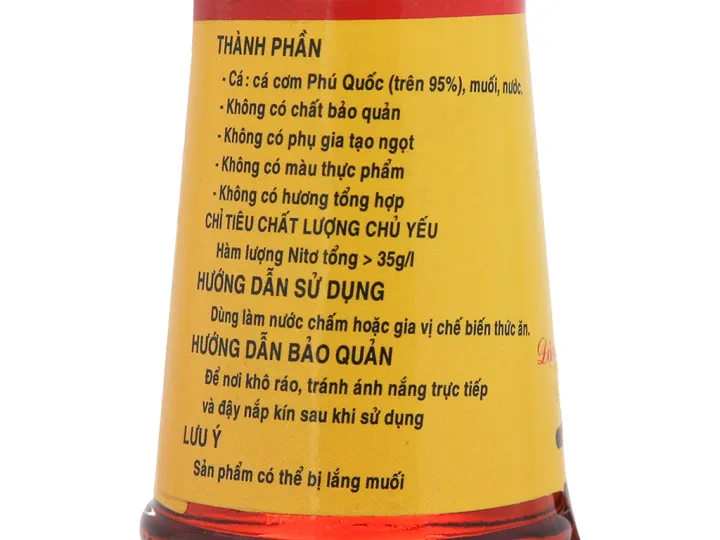 THÀNH PHẦN
- Cá : cá cơm Phú Quốc (trên 95%), muối, nước.
- Không có chất bảo quản
- Không có phụ gia tạo ngọt
- Không có màu thực phẩm
- Không có hương tổng hợp
CHỈ TIÊU CHẤT LƯỢNG CHỦ YẾU
Hàm lượng Nitơ tổng > 35g/l
HƯỚNG DẪN SỬ DỤNG
Dùng làm nước chấm hoặc gia vị chế biến thức ăn.
HƯỚNG DẪN BẢO QUẢN
Để nơi khô ráo, tránh ánh nắng trực tiếp
và đậy nắp kín sau khi sử dụng
LƯU Ý
Sản phẩm có thể bị lắng muối